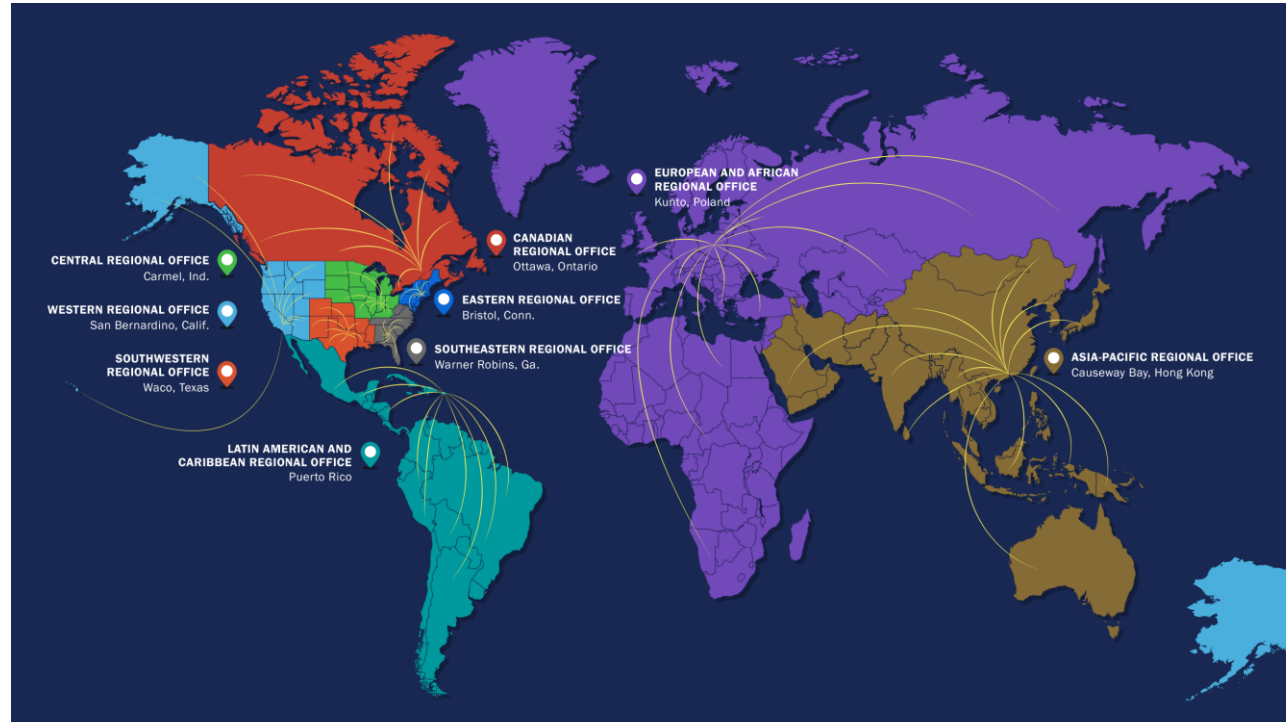 EUROPEAN AND AFRICAN
REGIONAL OFFICE
Kunto, Poland
CANADIAN
REGIONAL OFFICE
Ottawa, Ontario
CENTRAL REGIONAL OFFICE
Carmel, Ind.
EASTERN REGIONAL OFFICE
Bristol, Conn.
WESTERN REGIONAL OFFICE
San Bernardino, Calif.
SOUTHEASTERN REGIONAL OFFICE
Warner Robins, Ga.
SOUTHWESTERN
REGIONAL OFFICE
Waco, Texas
ASIA-PACIFIC REGIONAL OFFICE
Causeway Bay, Hong Kong
LATIN AMERICAN AND
CARIBBEAN REGIONAL OFFICE
Puerto Rico